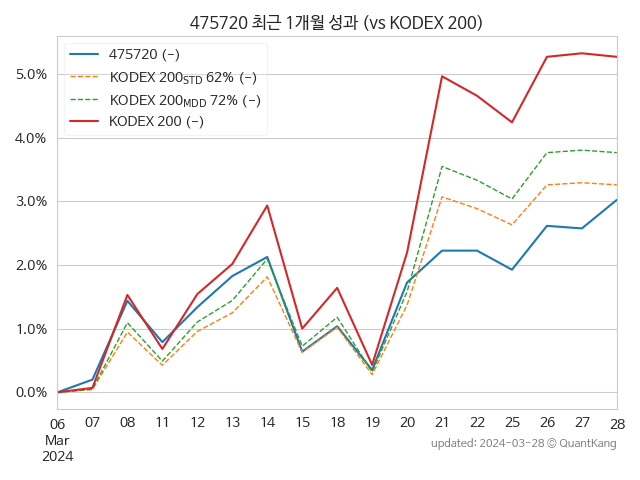 475720 최근 1개월 성과 (vs KODEX 200)
475720 (-)
KODEX 200STD 62% (-)
KODEX 200MDD 72% (-)
KODEX 200 (-)
5.0%
4.0%
3.0%
2.0%
1.0%
0.0%
06 07 08 11 12 13 14 15 18 19 20 21 22 25 26 27 28
Mar
2024
updated: 2024-03-28 © QuantKang